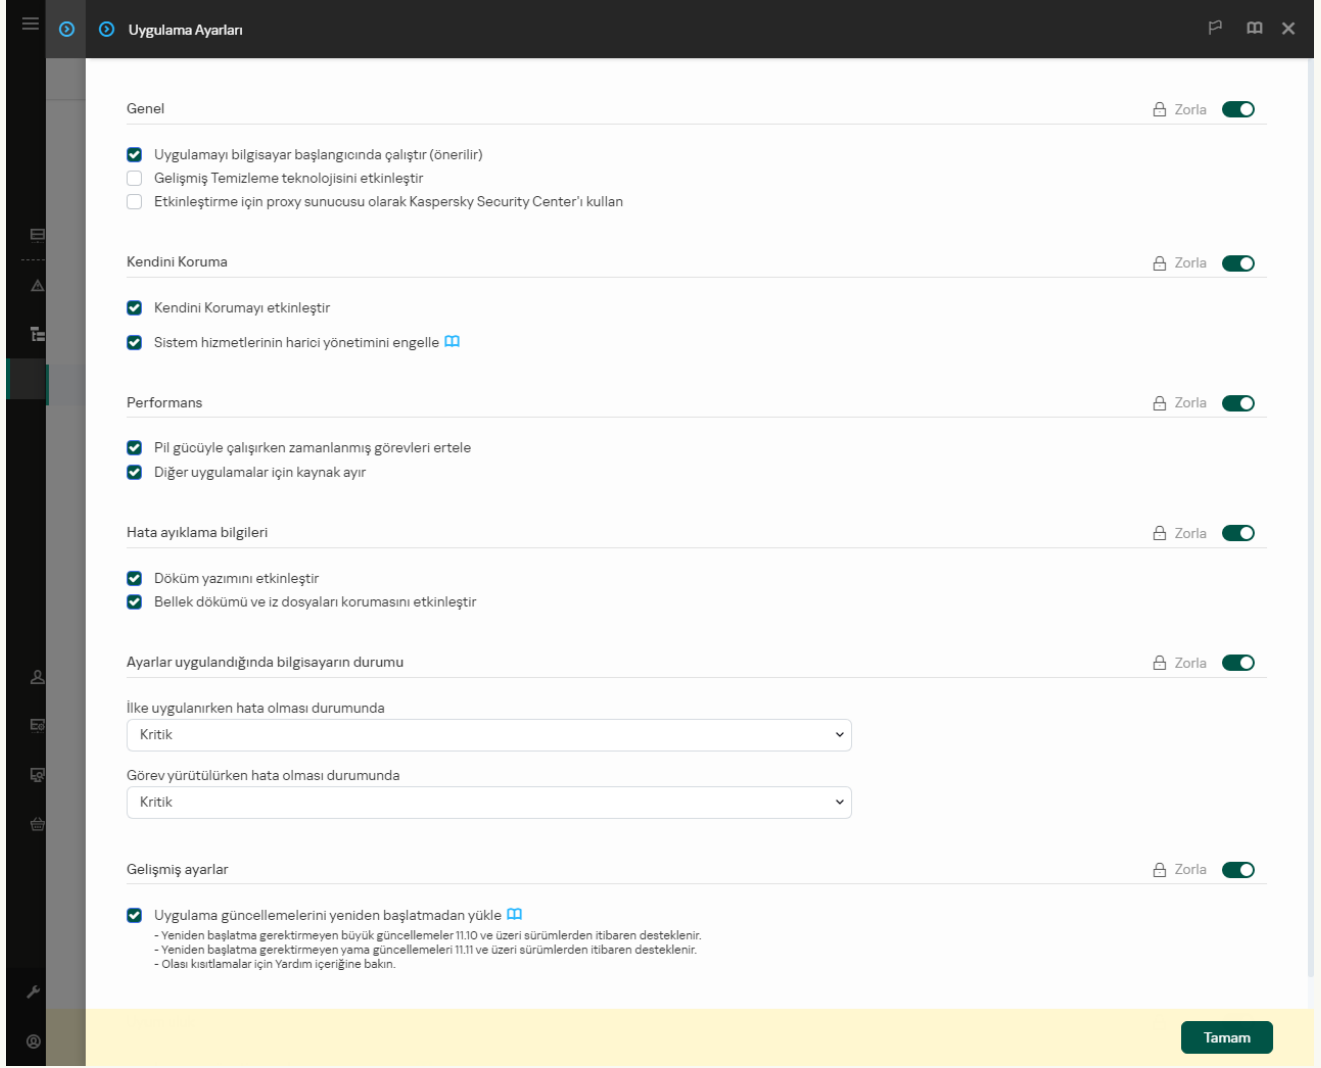 Uygulama Ayarları
Genel
Zorla
Uygulamayı bilgisayar başlangıcında çalıştır (önerilir)
Gelişmiş Temizleme teknolojisini etkinleştir
Etkinleştirme için proxy sunucusu olarak Kaspersky Security Center'ı kullan
Kendini Koruma
Zorla
Kendini Korumayı etkinleştir
Sistem hizmetlerinin harici yönetimini engelle
Performans
Zorla
Pil gücüyle çalışırken zamanlanmış görevleri ertele
Diğer uygulamalar için kaynak ayır
Hata ayıklama bilgileri
Zorla
Döküm yazımını etkinleştir
Bellek dökümü ve iz dosyaları korumasını etkinleştir
Ayarlar uygulandığında bilgisayarın durumu
Zorla
İlke uygulanırken hata olması durumunda
Kritik
Görev yürütülürken hata olması durumunda
Kritik
Gelişmiş ayarlar
Zorla
Uygulama güncellemelerini yeniden başlatmadan yükle
- Yeniden başlatma gerektirmeyen büyük güncellemeler 11.10 ve üzeri sürümlerden itibaren desteklenir.
- Yeniden başlatma gerektirmeyen yama güncellemeleri 11.11 ve üzeri sürümlerden itibaren desteklenir.
- Olası kısıtlamalar için Yardım içeriğine bakın.
Tamam